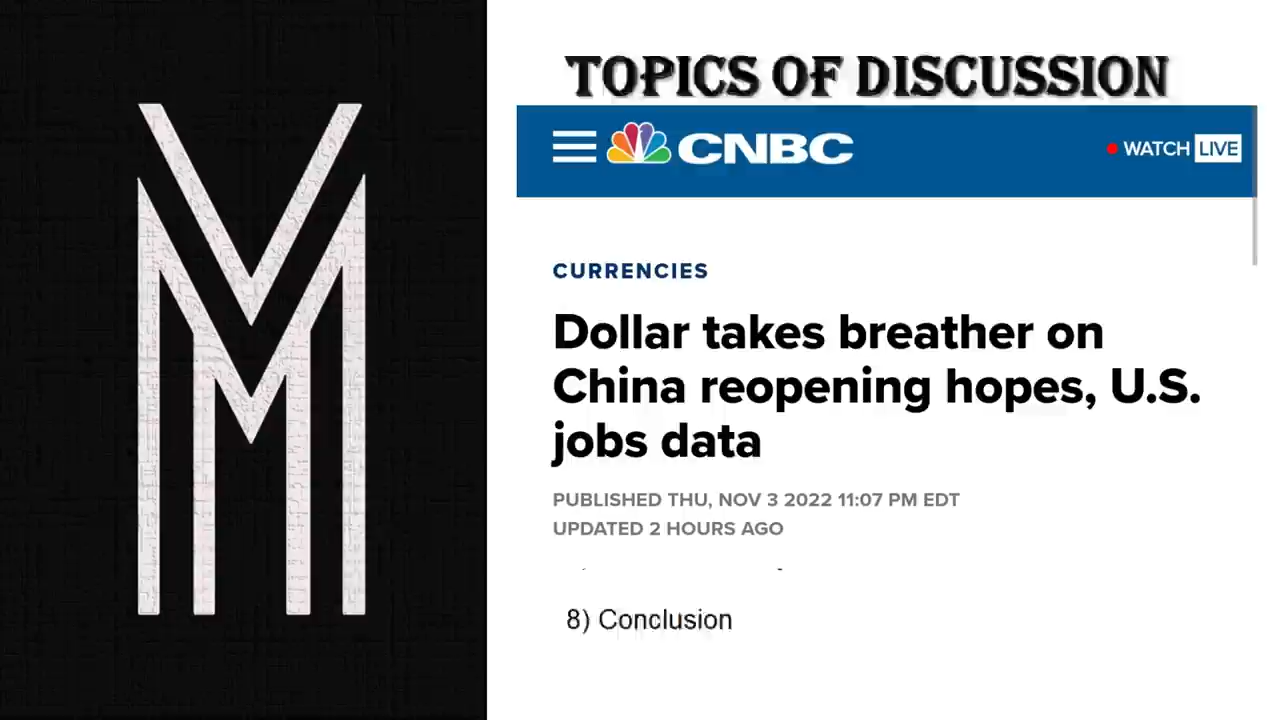 TOPICS OF DISCUSSION
CNBC
WATCH LIVE
CURRENCIES
Dollar takes breather on
China reopening hopes, U.S.
jobs data
PUBLISHED THU, NOV 3 2022 11:07 PM EDT
UPDATED 2 HOURS AGO
8) Conclusion